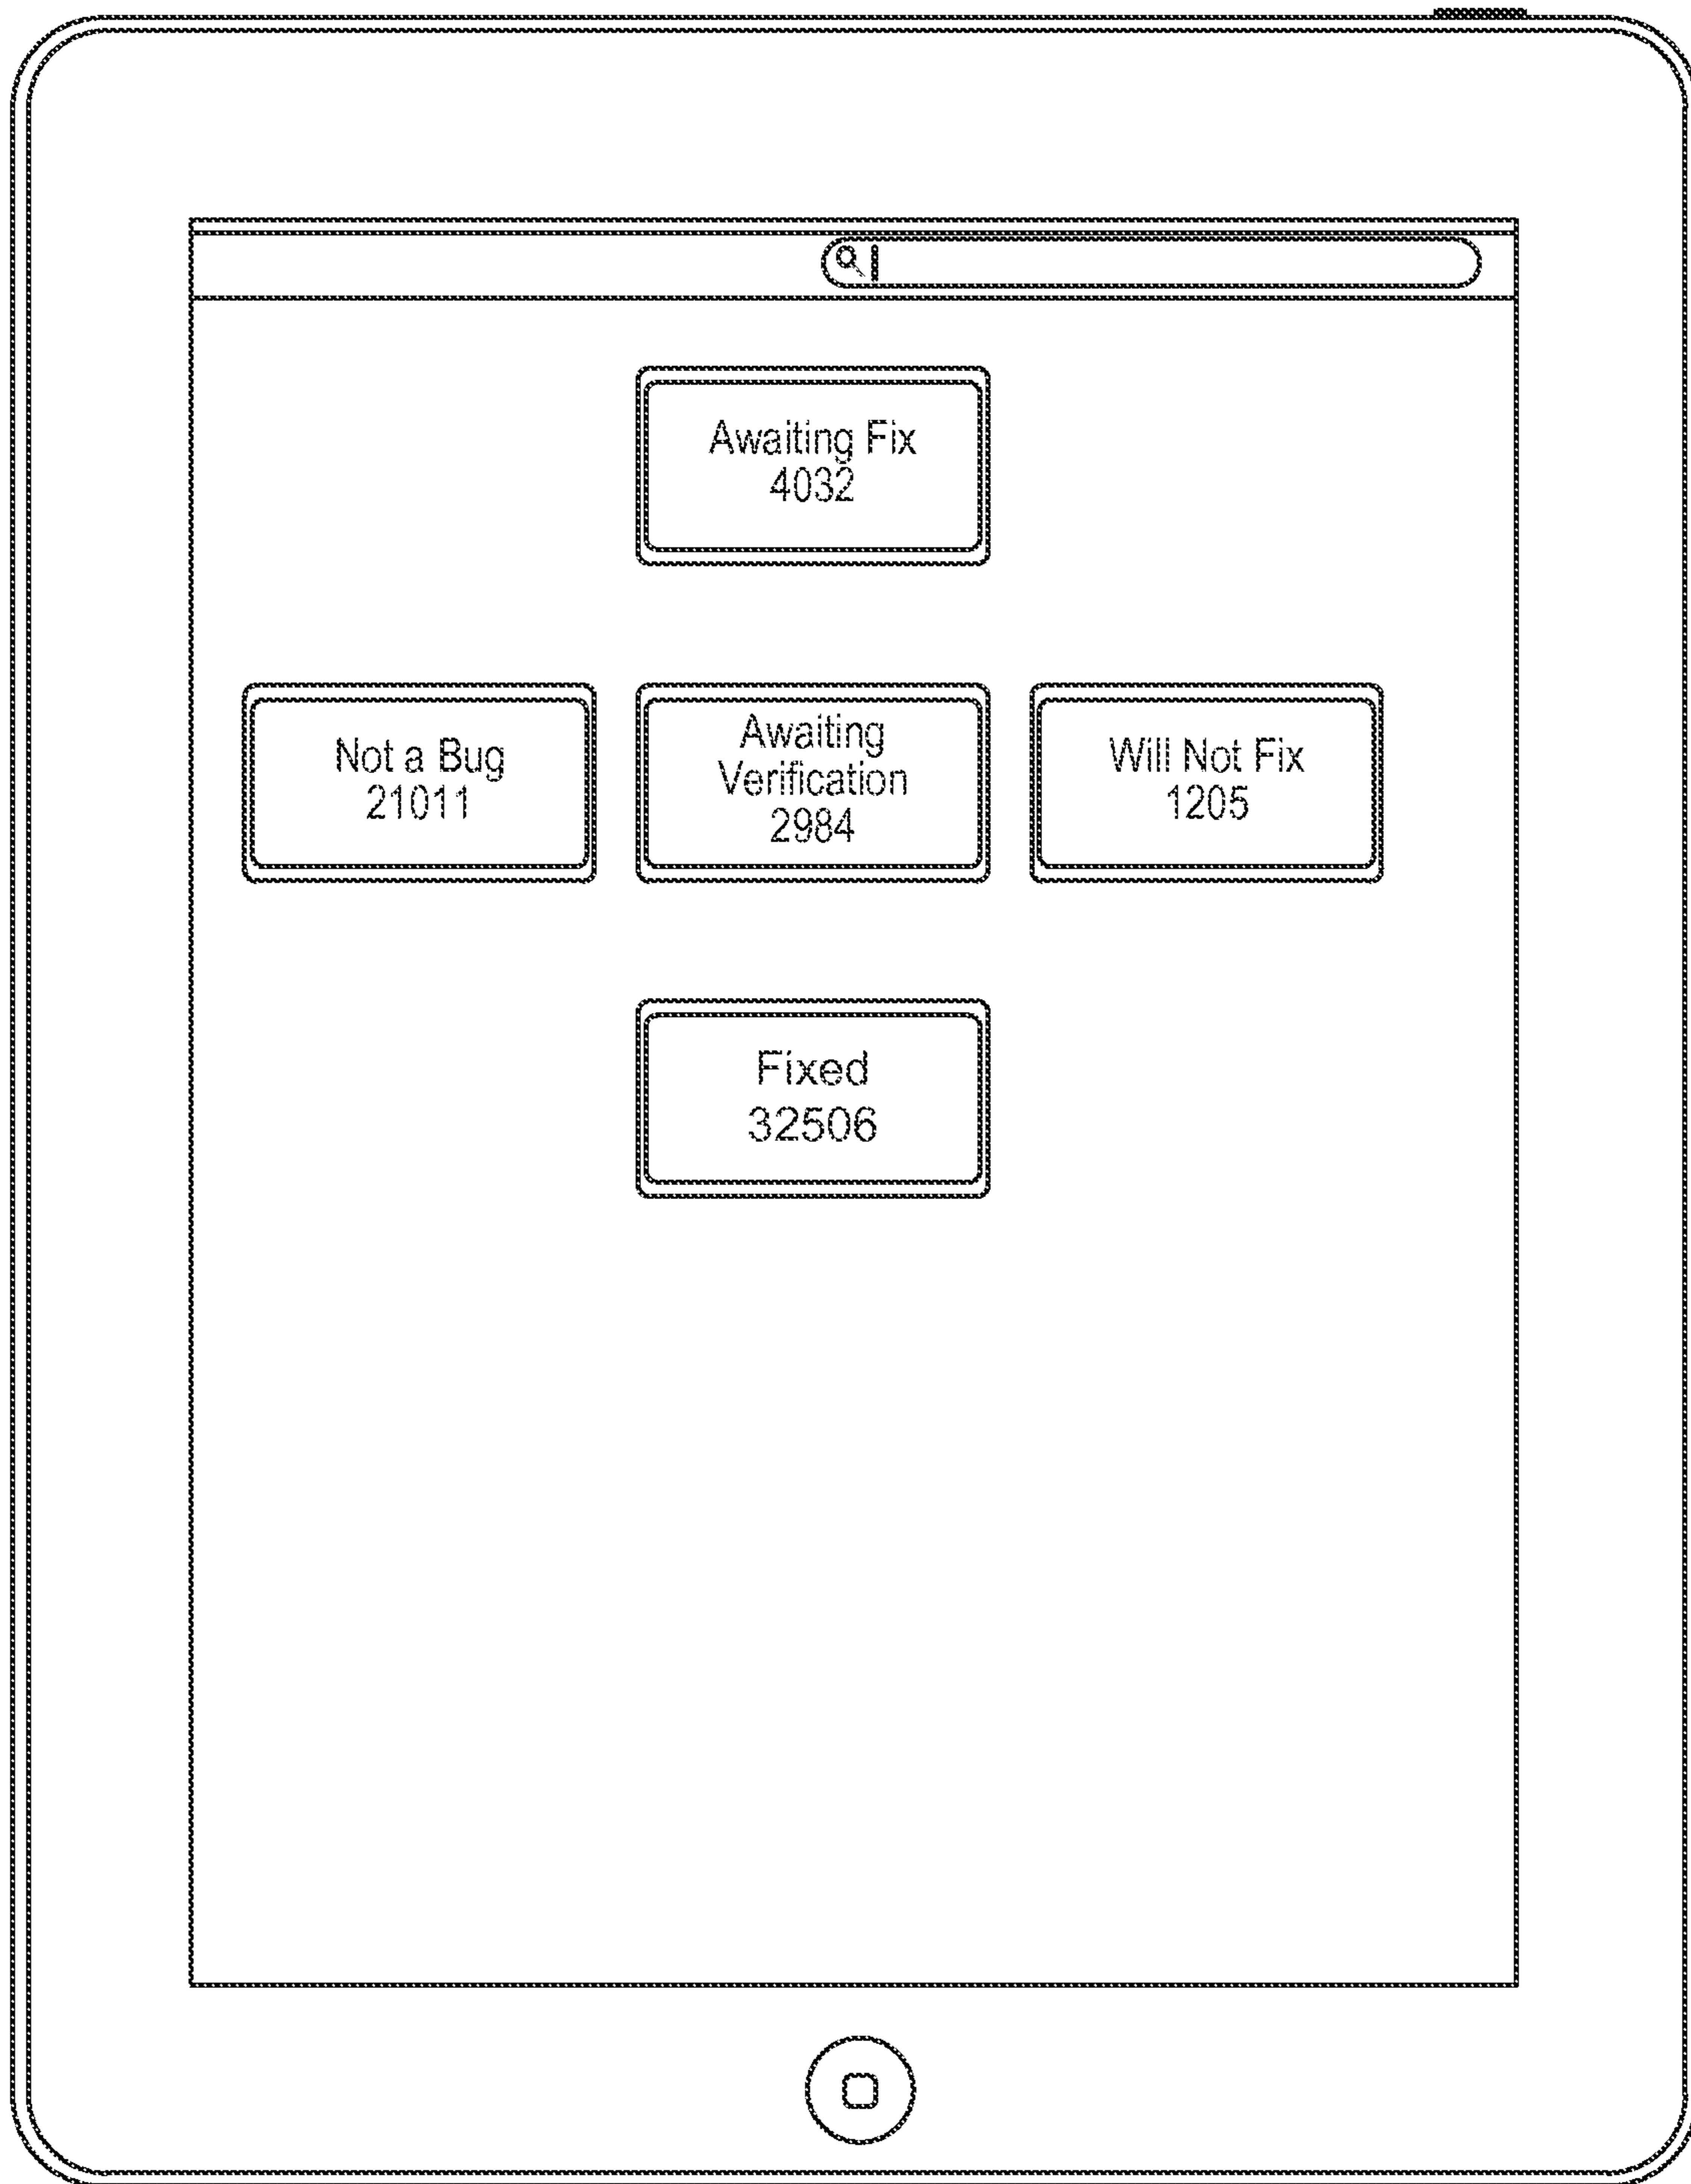 Awaiting Fix
4032
Not a Bug
21011
Awaiting
Verification
2984
Will Not Fix
1205
Fixed
32506